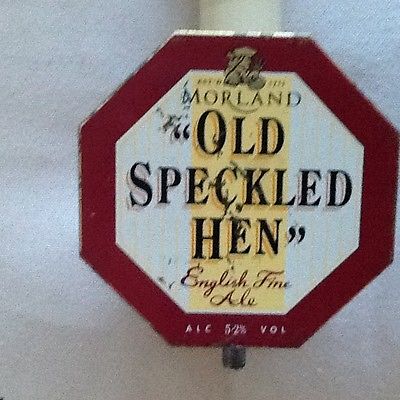 MORLAND
“OLD
SPECKLED
HEN”
English Fine
Ale
ALC 5·2% VOL